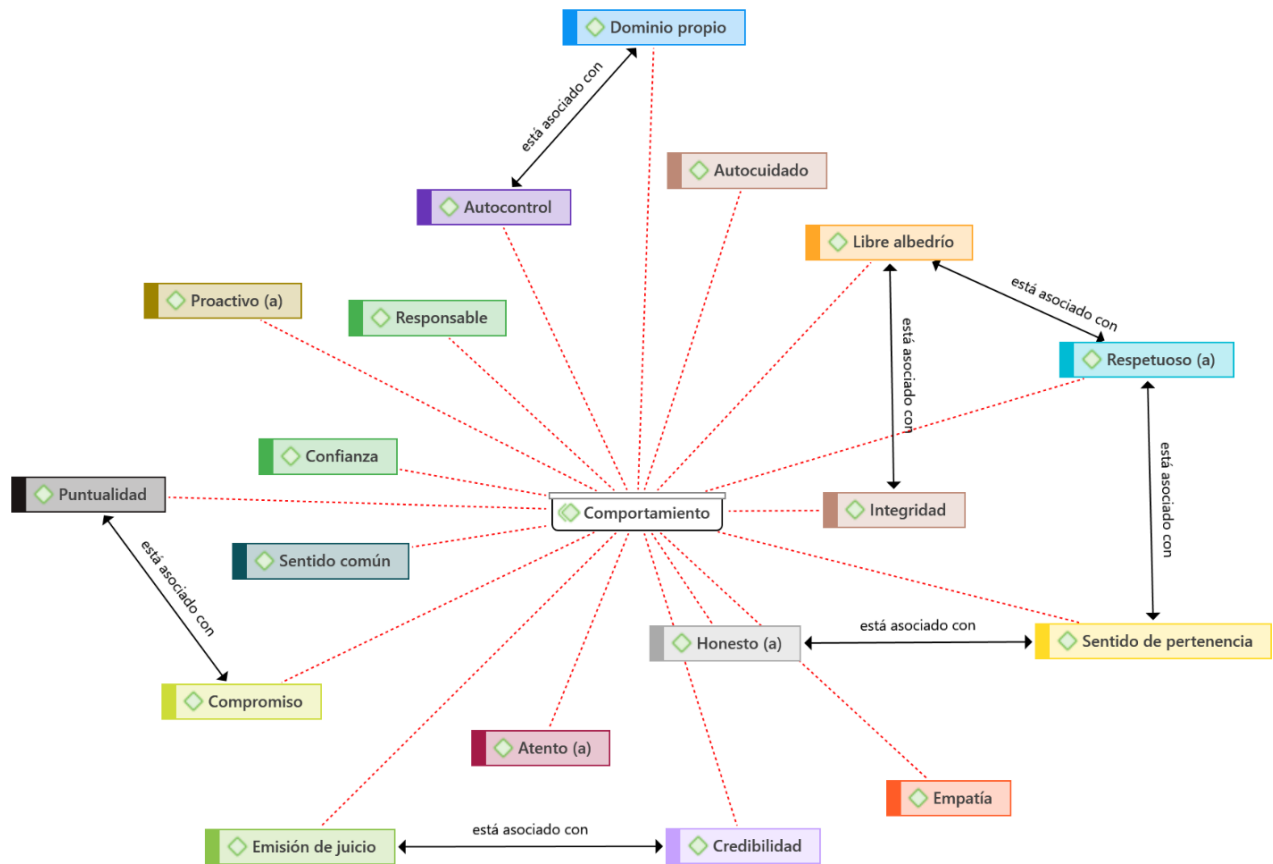 Dominio propio
está asociado con
Autocuidado
Autocontrol
Libre albedrío
está asociado con
Proactivo (a)
Responsable
está asociado con
Respetuoso (a)
Confianza
está asociado con
Puntualidad
Comportamiento
Integridad
Sentido común
está asociado con
Honesto (a)
está asociado con
Sentido de pertenencia
Compromiso
Atento (a)
Empatía
Emisión de juicio
está asociado con
Credibilidad